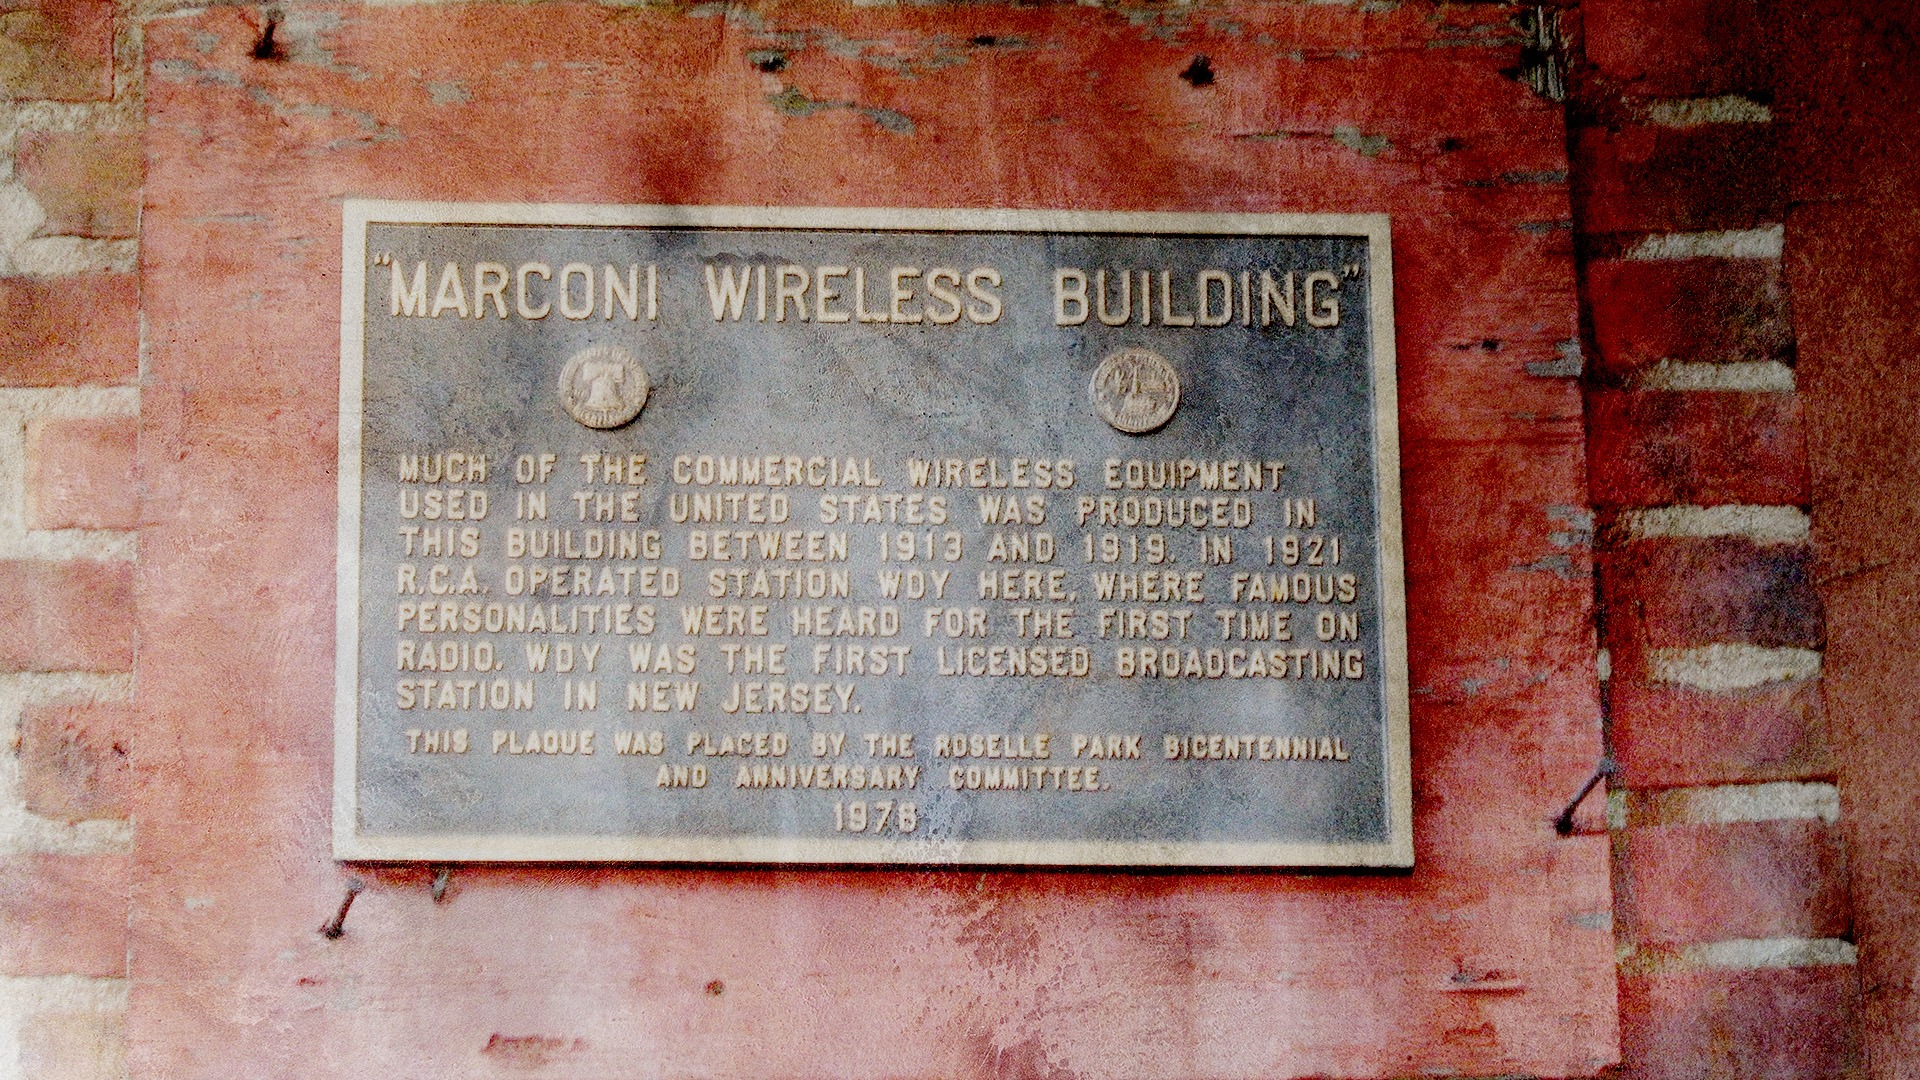 "MARCONI WIRELESS BUILDING"
MUCH OF THE COMMERCIAL WIRELESS EQUIPMENT
USED IN THE UNITED STATES WAS PRODUCED IN
THIS BUILDING BETWEEN 1913 AND 1919. IN 1921
R.C.A. OPERATED STATION WDY HERE, WHERE FAMOUS
PERSONALITIES WERE HEARD FOR THE FIRST TIME ON
RADIO. WDY WAS THE FIRST LICENSED BROADCASTING
STATION IN NEW JERSEY.
THIS PLAQUE WAS PLACED BY THE ROSELLE PARK BICENTENNIAL
AND ANNIVERSARY COMMITTEE.